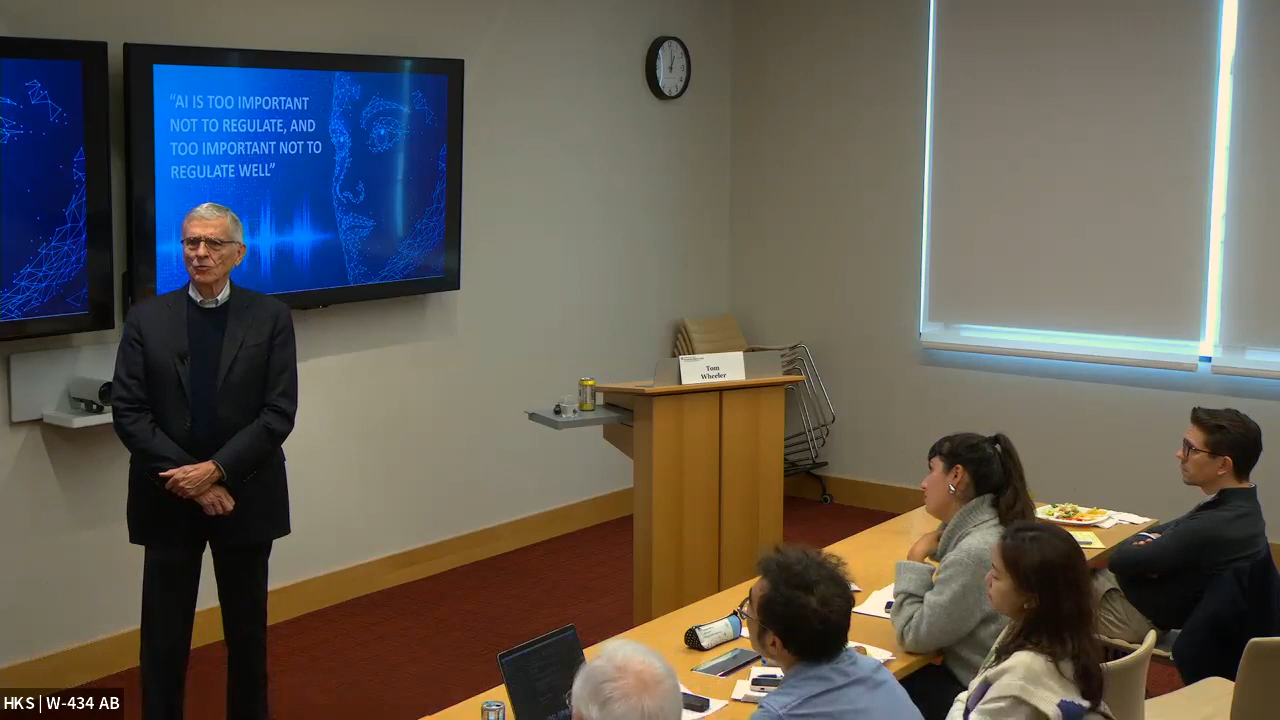 “AI IS TOO IMPORTANT
NOT TO REGULATE, AND
TOO IMPORTANT NOT TO
REGULATE WELL”
Tom
Wheeler
HKS | W-434 AB